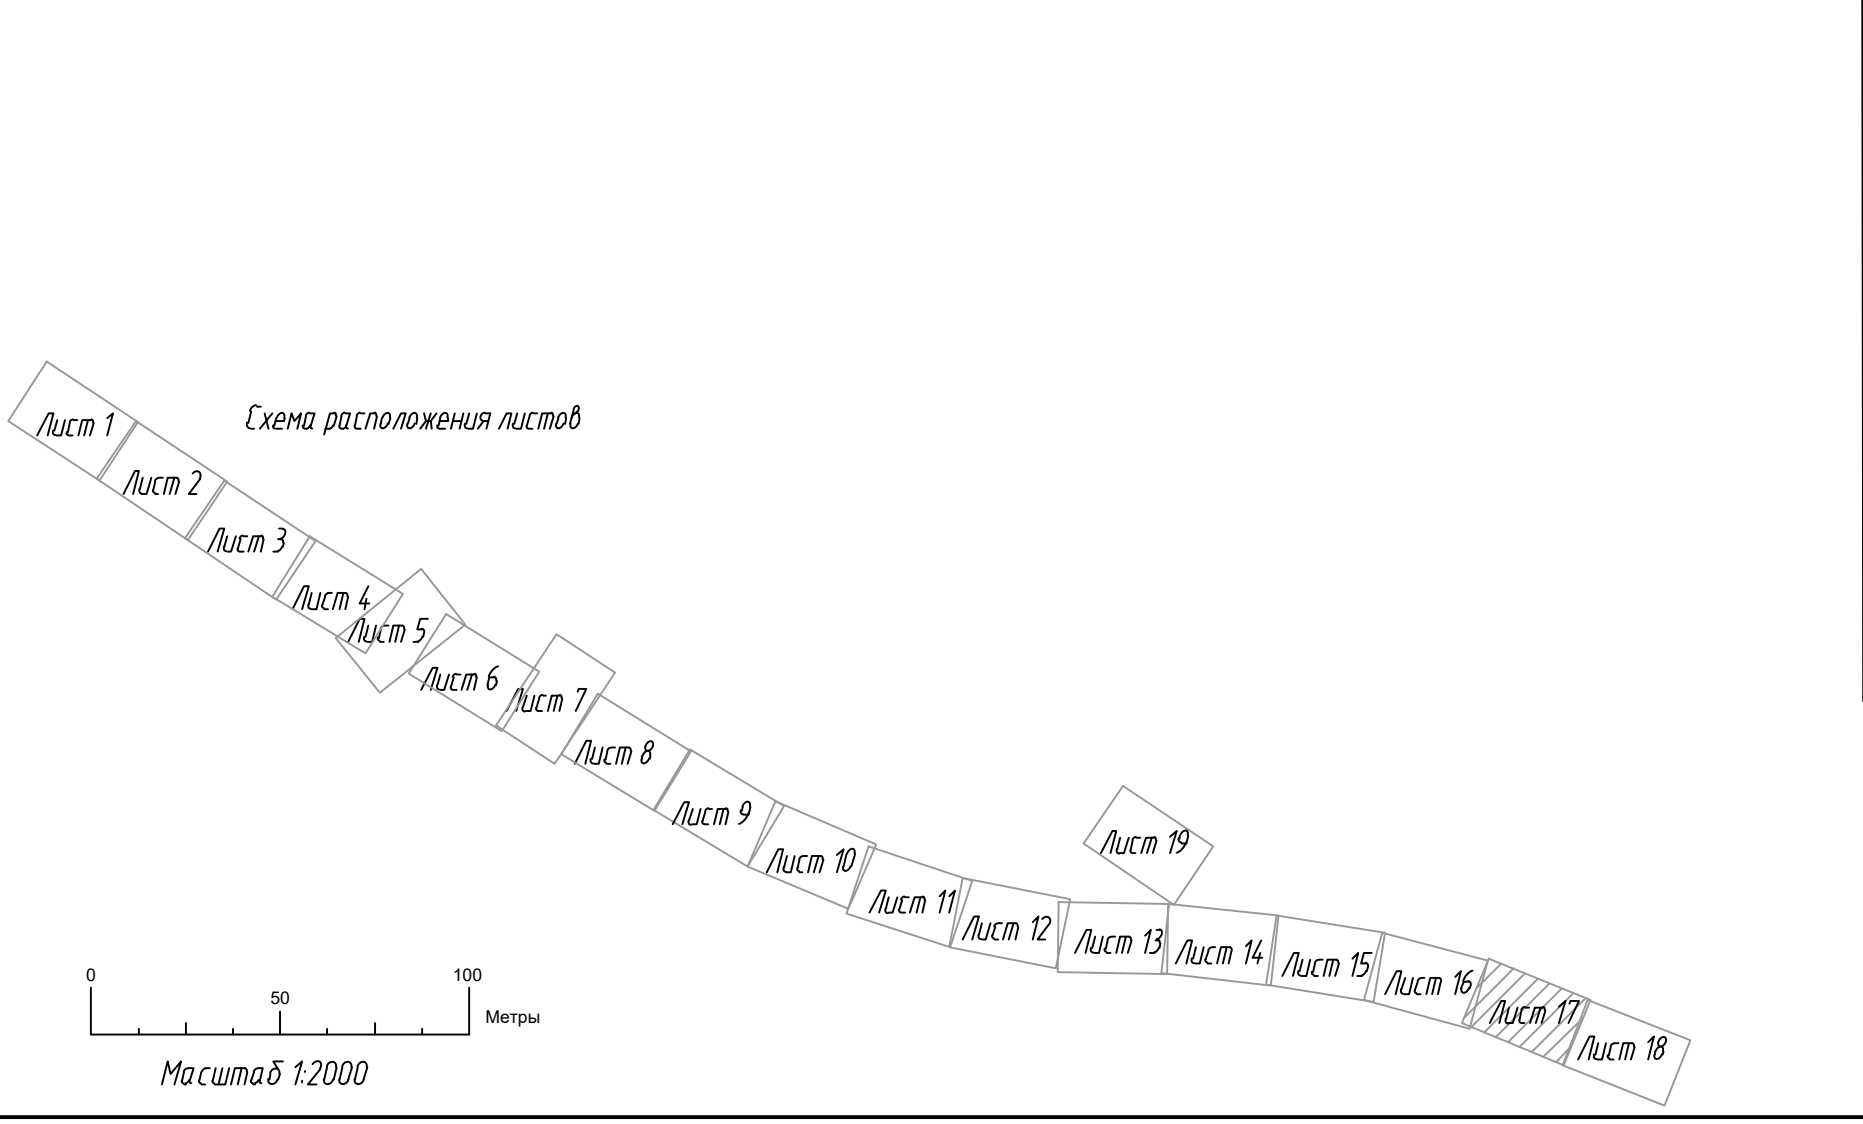 Схема расположения листов
Лист 1
Лист 2
Лист 3
Лист 4
Лист 5
Лист 6
Лист 7
Лист 8
Лист 9
Лист 10
Лист 11
Лист 12
Лист 13
Лист 14
Лист 15
Лист 16
Лист 17
Лист 18
Лист 19
0
50
100
Метры
Масштаб 1:2000